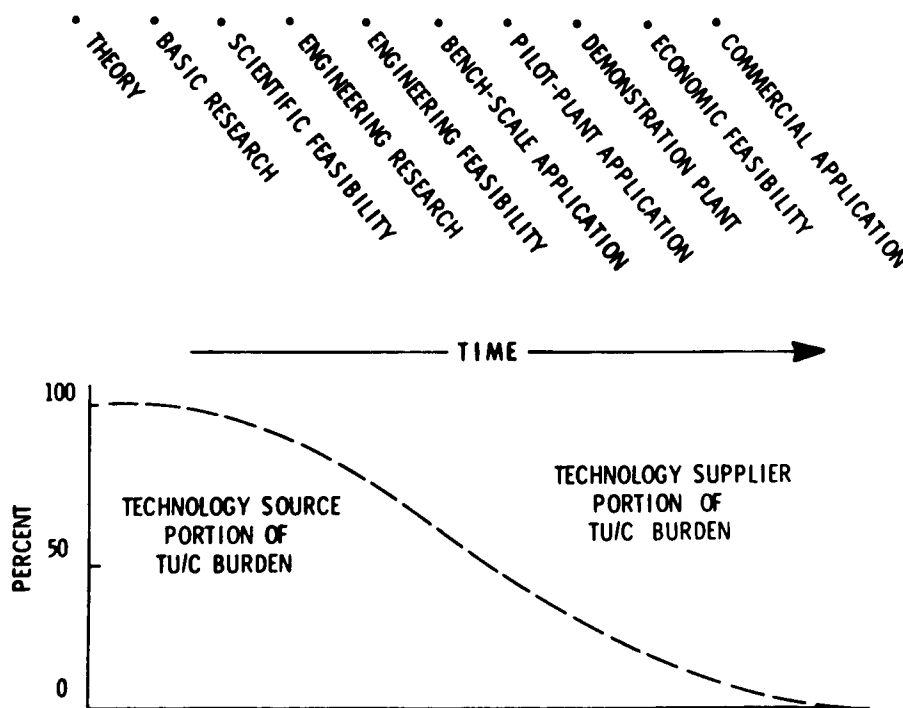 • THEORY
• BASIC RESEARCH
• SCIENTIFIC FEASIBILITY
• ENGINEERING RESEARCH
• ENGINEERING FEASIBILITY
• BENCH-SCALE APPLICATION
• PILOT-PLANT APPLICATION
• DEMONSTRATION PLANT
• ECONOMIC FEASIBILITY
• COMMERCIAL APPLICATION
TIME
100
50
0
PERCENT
TECHNOLOGY SOURCE
PORTION OF
TU/C BURDEN
TECHNOLOGY SUPPLIER
PORTION OF
TU/C BURDEN